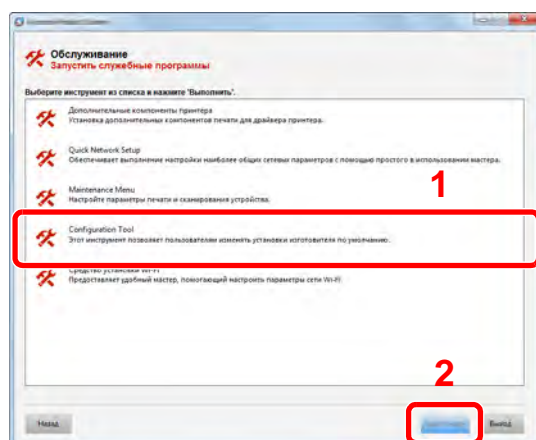 Обслуживание
Запустить служебные программы
Выберите инструмент из списка и нажмите 'Выполнить'.
Дополнительные компоненты принтера
Установка дополнительных компонентов печати для драйвера принтера.
Quick Network Setup
Обеспечивает выполнение настройки наиболее общих сетевых параметров с помощью простого в использовании мастера.
1
Maintenance Menu
Настройте параметры печати и сканирования устройства.
Configuration Tool
Этот инструмент позволяет пользователям изменять установки изготовителя по умолчанию.
Средство установки Wi-Fi
Предоставляет удобный мастер, помогающий настроить параметры сети Wi-Fi
2
Назад
Выход